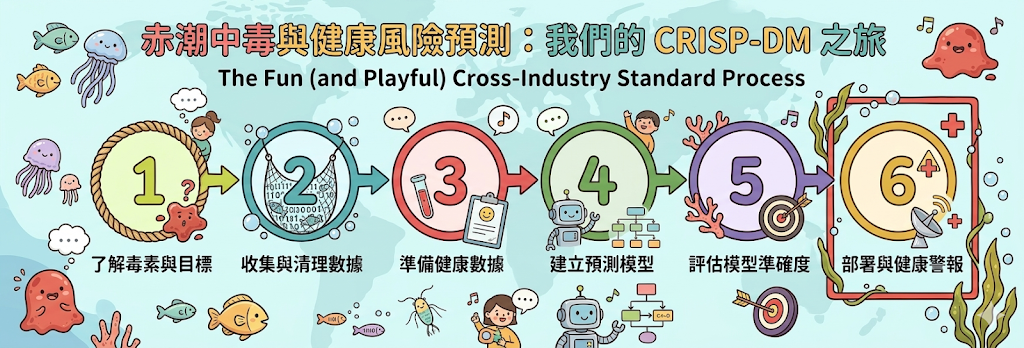 赤潮中毒與健康風險預測：我們的 CRISP-DM 之旅
The Fun (and Playful) Cross-Industry Standard Process
1
2
3
4
5
6
?
了解毒素與目標
收集與清理數據
準備健康數據
建立預測模型
評估模型準確度
部署與健康警報